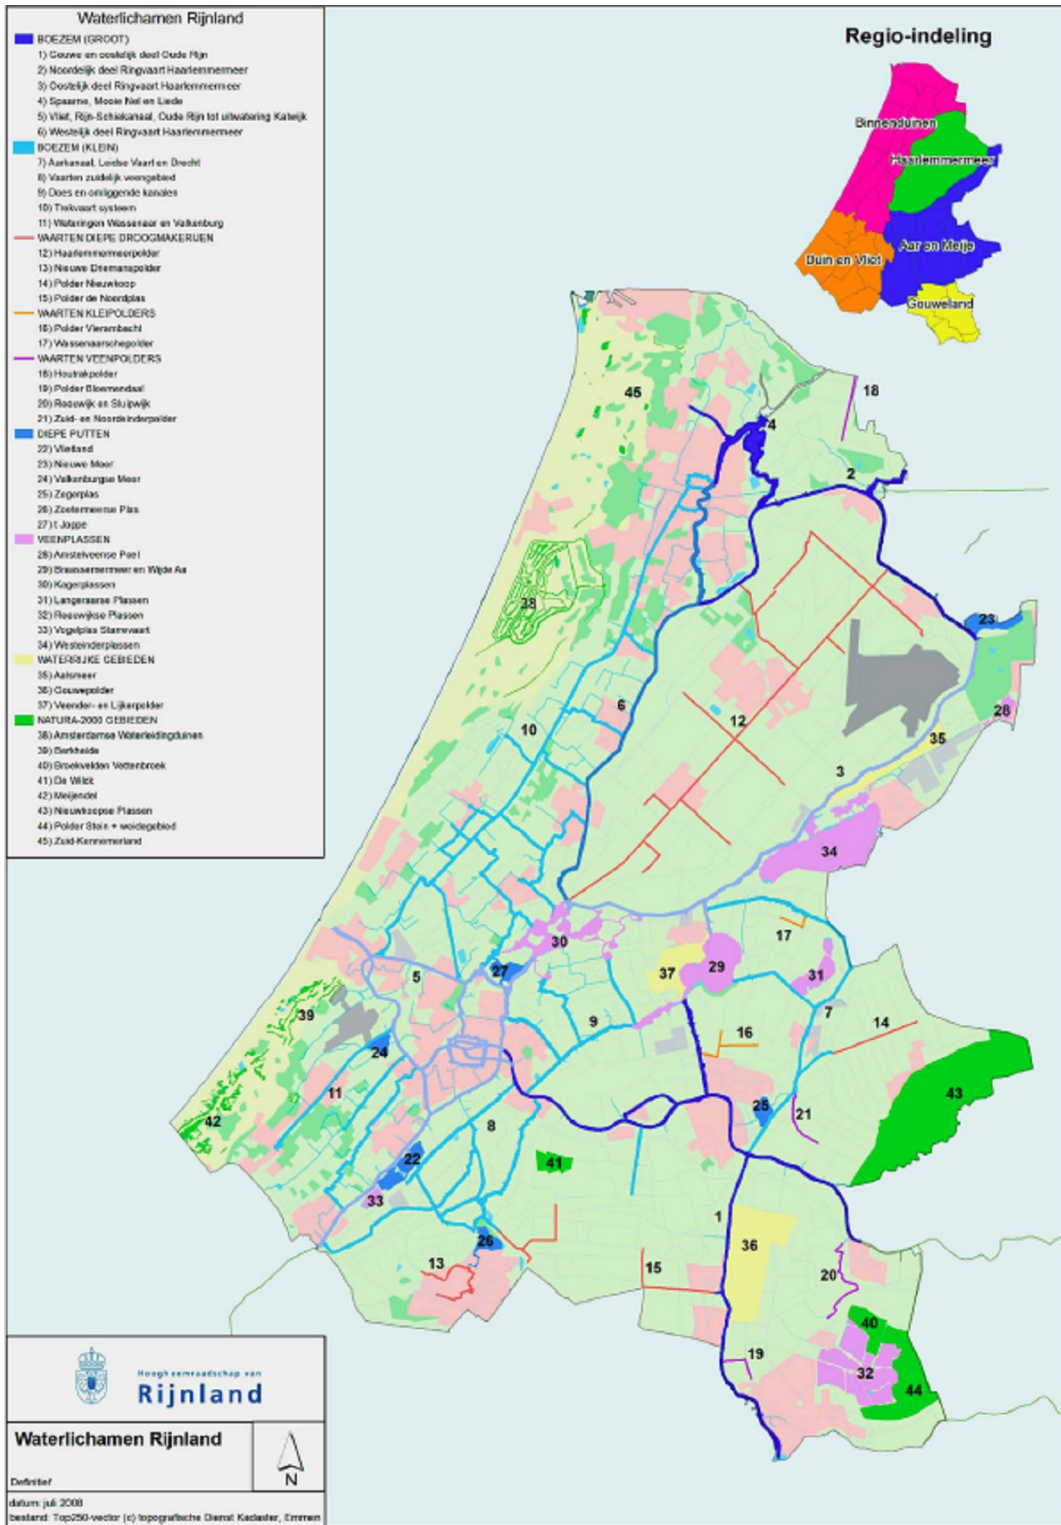 Waterlichamen Rijnland
BOEZEM (GROOT)
1) Gouwe en oostelijk deel Oude Rijn
2) Noordelijk deel Ringvaart Haarlemmermeer
3) Oostelijk deel Ringvaart Haarlemmermeer
4) Spaarne, Mooie Nel en Liede
5) Vliet, Rijn-Schiekanaal, Oude Rijn tot uitwatering Katwijk
6) Westelijk deel Ringvaart Haarlemmermeer
BOEZEM (KLEIN)
7) Aarkanaal, Leidse Vaart en Drecht
8) Vaarten zuidelijk veengebied
9) Does en omliggende kanalen
10) Trekvaart systeem
11) Wateringen Wassenaar en Valkenburg
VAARTEN DIEPE DROOGMAKERIJEN
12) Haarlemmermeerpolder
13) Nieuwe Driemanspolder
14) Polder Nieuwkoop
15) Polder de Noordplas
VAARTEN KLEIPOLDERS
16) Polder Vierambacht
17) Wassenaarschepolder
VAARTEN VEENPOLDERS
18) Houtrakpolder
19) Polder Bloemendaal
20) Reeuwijk en Sluipwijk
21) Zuid- en Noordeinderpolder
DIEPE PUTTEN
22) Vlietland
23) Nieuwe Meer
24) Valkenburgse Meer
25) Zegerplas
26) Zoetermeerse Plas
27) t Joppe
VEENPLASSEN
28) Amstelveense Poel
29) Braassemermeer en Wijde Aa
30) Kagerplassen
31) Langeraarse Plassen
32) Reeuwijkse Plassen
33) Vogelplas Starrevaart
34) Westeinderplassen
WATERRIJKE GEBIEDEN
35) Aalsmeer
36) Gouwepolder
37) Veender- en Lijkerpolder
NATURA-2000 GEBIEDEN
38) Amsterdamse Waterleidingduinen
39) Berkheide
40) Broekvelden Vettenbroek
41) De Wilck
42) Meijendel
43) Nieuwkoopse Plassen
44) Polder Stein + weidegebied
45) Zuid-Kennemerland
Regio-indeling
Binnenduinen
Haarlemmermeer
Aar en Meije
Duin en Vliet
Gouweland
45
18
4
2
38
23
6
28
10
12
35
3
34
30
17
27
5
37
29
31
39
9
7
14
24
16
11
25
43
42
8
21
22
41
33
1
26
36
13
15
20
40
19
32
44
Hoogheemraadschap van
Rijnland
Waterlichamen Rijnland
Definitief
N
datum: juli 2008
bestand: Top250-vector (c) topografische Dienst Kadaster, Emmen